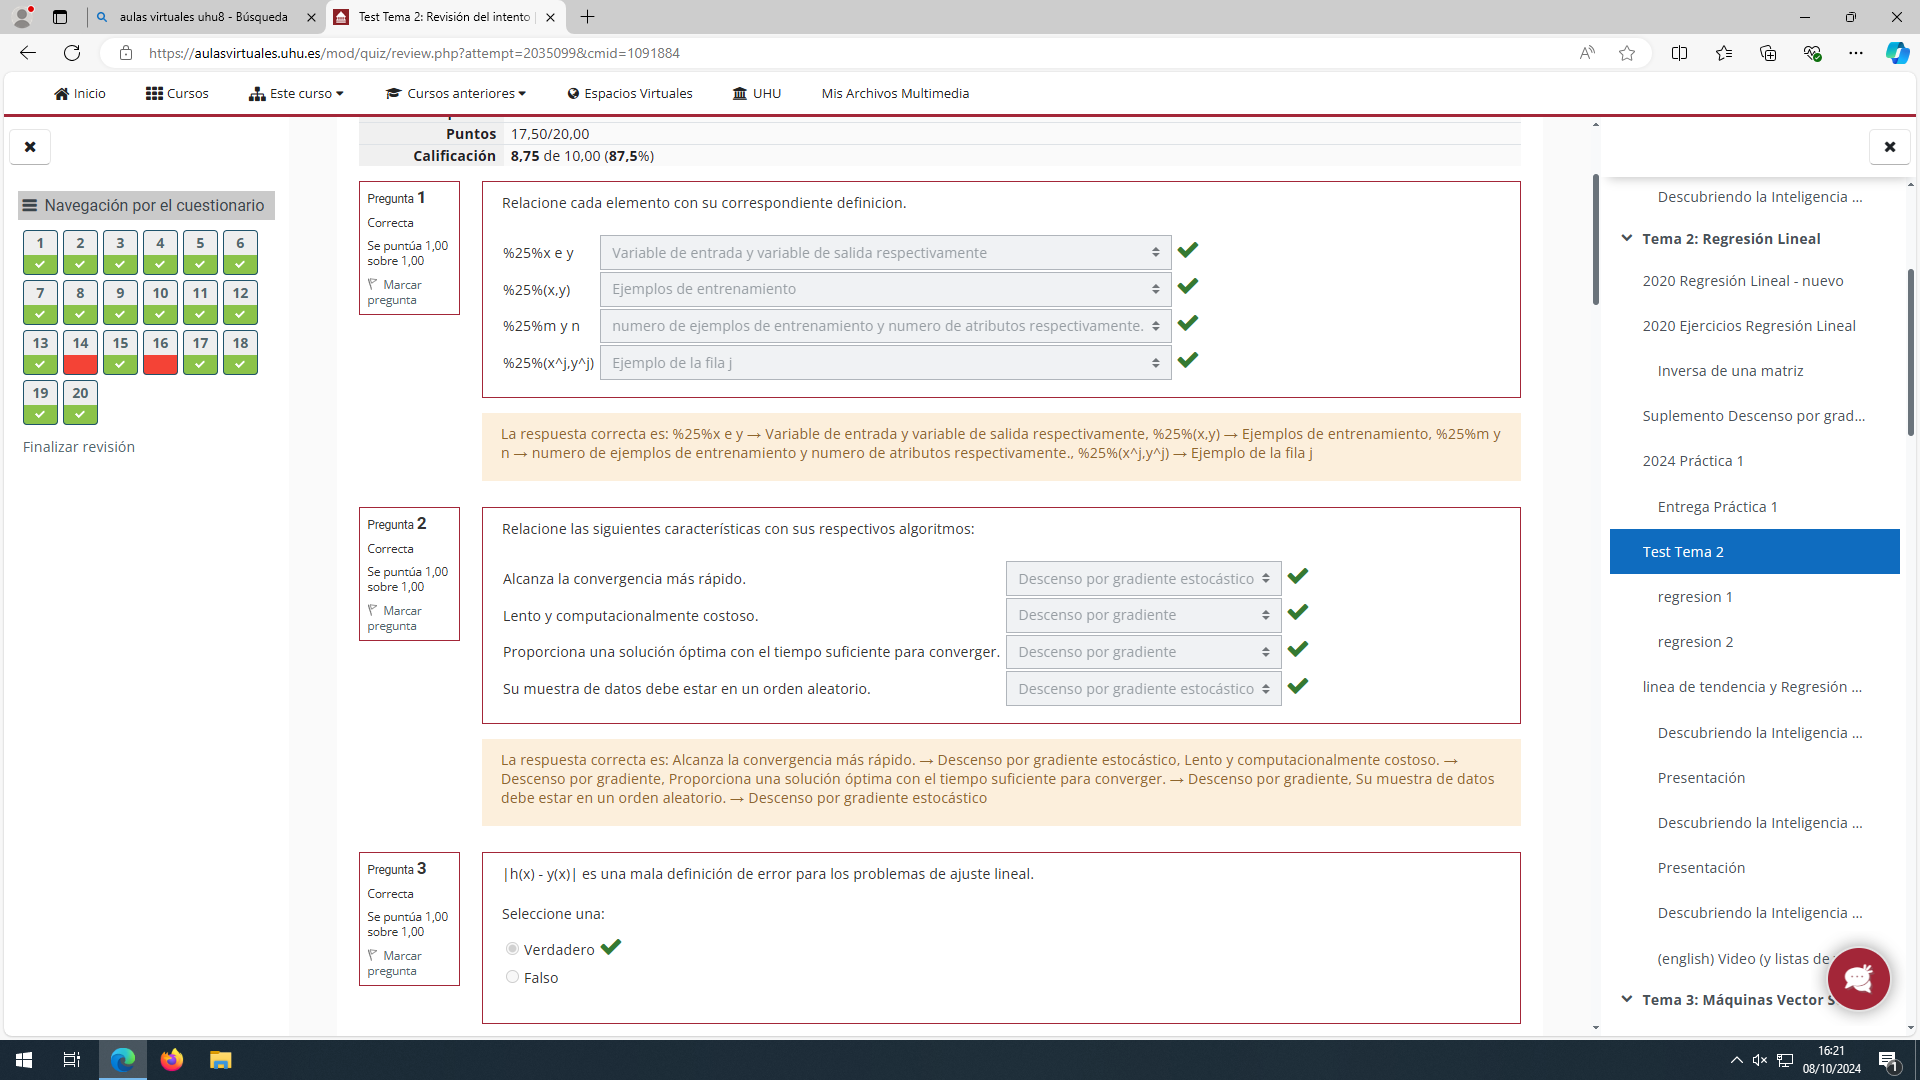 aulas virtuales uhu8 - Búsqueda
Test Tema 2: Revisión del intento |
https://aulasvirtuales.uhu.es/mod/quiz/review.php?attempt=2035099&cmid=1091884
Inicio
Cursos
Este curso
Cursos anteriores
Espacios Virtuales
UHU
Mis Archivos Multimedia
Navegación por el cuestionario
1 2 3 4 5 6
7 8 9 10 11 12
13 14 15 16 17 18
19 20
Finalizar revisión
Puntos 17,50/20,00
Calificación 8,75 de 10,00 (87,5%)
Pregunta 1
Correcta
Se puntúa 1,00
sobre 1,00
Marcar
pregunta
Relacione cada elemento con su correspondiente definicion.
%25%x e y Variable de entrada y variable de salida respectivamente
%25%(x,y) Ejemplos de entrenamiento
%25%m y n numero de ejemplos de entrenamiento y numero de atributos respectivamente.
%25%(x^j,y^j) Ejemplo de la fila j
La respuesta correcta es: %25%x e y → Variable de entrada y variable de salida respectivamente, %25%(x,y) → Ejemplos de entrenamiento, %25%m y
n → numero de ejemplos de entrenamiento y numero de atributos respectivamente., %25%(x^j,y^j) → Ejemplo de la fila j
Pregunta 2
Correcta
Se puntúa 1,00
sobre 1,00
Marcar
pregunta
Relacione las siguientes características con sus respectivos algoritmos:
Alcanza la convergencia más rápido. Descenso por gradiente estocástico
Lento y computacionalmente costoso. Descenso por gradiente
Proporciona una solución óptima con el tiempo suficiente para converger. Descenso por gradiente
Su muestra de datos debe estar en un orden aleatorio. Descenso por gradiente estocástico
La respuesta correcta es: Alcanza la convergencia más rápido. → Descenso por gradiente estocástico, Lento y computacionalmente costoso. →
Descenso por gradiente, Proporciona una solución óptima con el tiempo suficiente para converger. → Descenso por gradiente, Su muestra de datos
debe estar en un orden aleatorio. → Descenso por gradiente estocástico
Pregunta 3
Correcta
Se puntúa 1,00
sobre 1,00
Marcar
pregunta
|h(x) - y(x)| es una mala definición de error para los problemas de ajuste lineal.
Seleccione una:
Verdadero
Falso
Descubriendo la Inteligencia ...
Tema 2: Regresión Lineal
2020 Regresión Lineal - nuevo
2020 Ejercicios Regresión Lineal
Inversa de una matriz
Suplemento Descenso por grad...
2024 Práctica 1
Entrega Práctica 1
Test Tema 2
regresion 1
regresion 2
linea de tendencia y Regresión ...
Descubriendo la Inteligencia ...
Presentación
Descubriendo la Inteligencia ...
Presentación
Descubriendo la Inteligencia ...
(english) Video (y listas de
Tema 3: Máquinas Vector S
16:21
08/10/2024
1